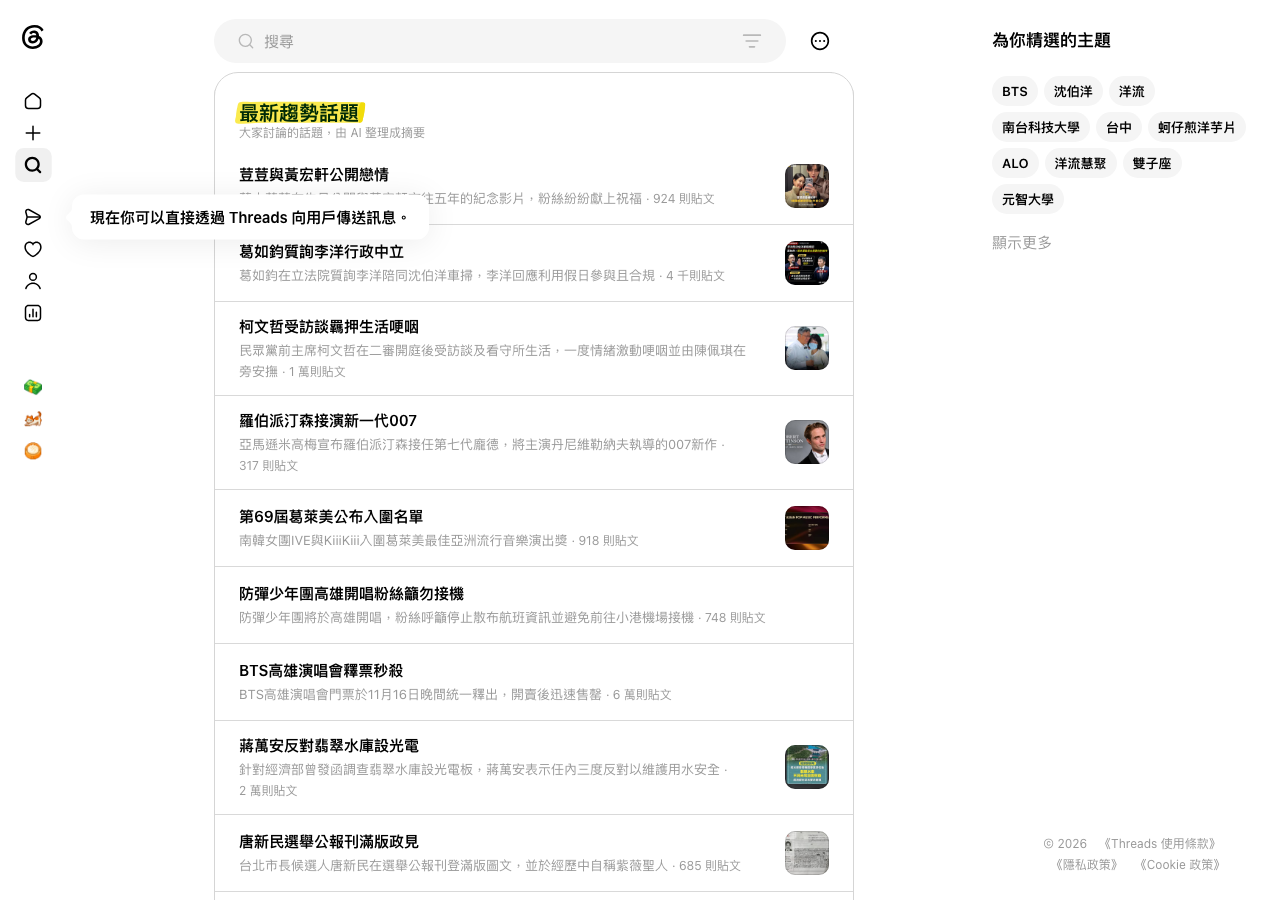 搜尋
最新趨勢話題
大家討論的話題，由 AI 整理成摘要
荳荳與黃宏軒公開戀情
往五年的紀念影片，粉絲紛紛獻上祝福 · 924 則貼文
現在你可以直接透過 Threads 向用戶傳送訊息。
葛如鈞質詢李洋行政中立
葛如鈞在立法院質詢李洋陪同沈伯洋車掃，李洋回應利用假日參與且合規 · 4 千則貼文
柯文哲受訪談羈押生活哽咽
民眾黨前主席柯文哲在二審開庭後受訪談及看守所生活，一度情緒激動哽咽並由陳佩琪在
旁安撫 · 1 萬則貼文
羅伯派汀森接演新一代007
亞馬遜米高梅宣布羅伯派汀森接任第七代龐德，將主演丹尼維勒納夫執導的007新作 ·
317 則貼文
第69屆葛萊美公布入圍名單
南韓女團IVE與KiiiKiii入圍葛萊美最佳亞洲流行音樂演出獎 · 918 則貼文
防彈少年團高雄開唱粉絲籲勿接機
防彈少年團將於高雄開唱，粉絲呼籲停止散布航班資訊並避免前往小港機場接機 · 748 則貼文
BTS高雄演唱會釋票秒殺
BTS高雄演唱會門票於11月16日晚間統一釋出，開賣後迅速售罄 · 6 萬則貼文
蔣萬安反對翡翠水庫設光電
針對經濟部曾發函調查翡翠水庫設光電板，蔣萬安表示任內三度反對以維護用水安全 ·
2 萬則貼文
唐新民選舉公報刊滿版政見
台北市長候選人唐新民在選舉公報刊登滿版圖文，並於經歷中自稱紫薇聖人 · 685 則貼文
為你精選的主題
BTS 沈伯洋 洋流
南台科技大學 台中 蚵仔煎洋芋片
ALO 洋流慧聚 雙子座
元智大學
顯示更多
© 2026 《Threads 使用條款》
《隱私政策》 《Cookie 政策》